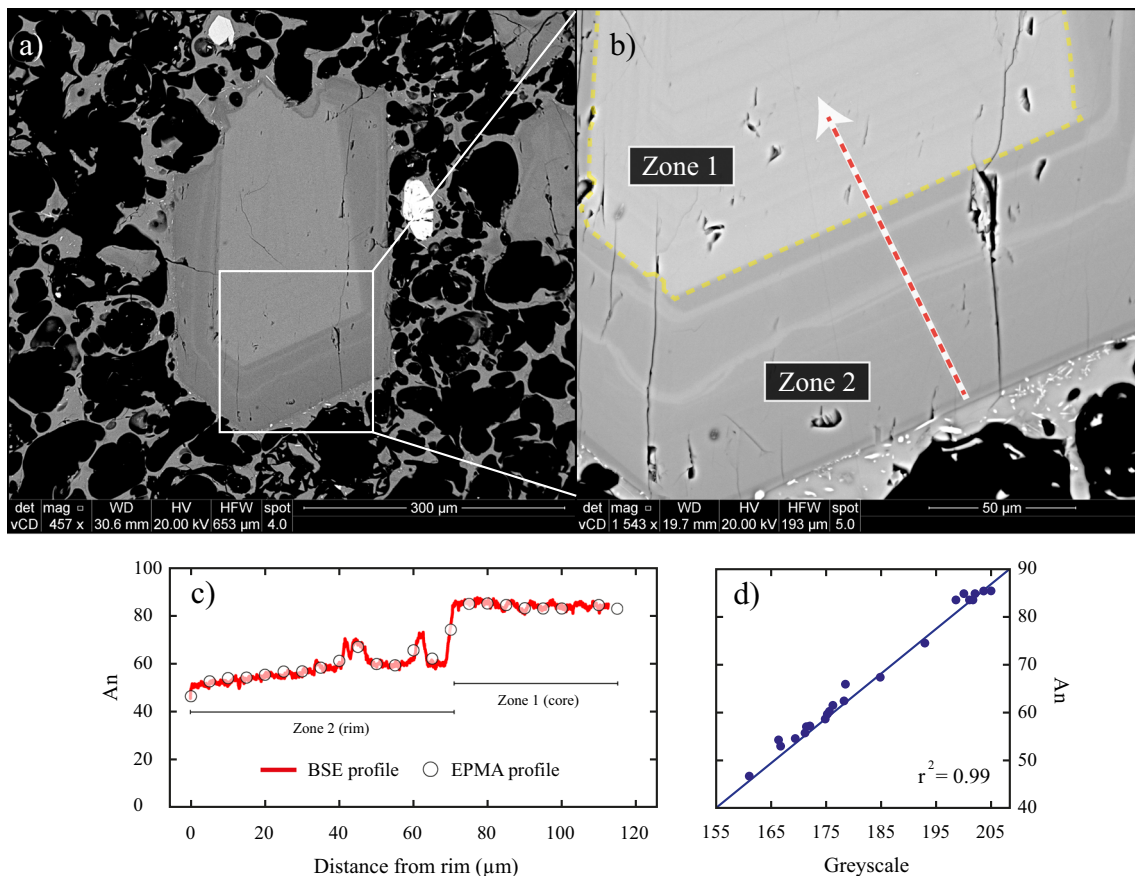 a)
b)
Zone 1
Zone 2
det mag □ WD HV HFW spot
vCD 457 x 30.6 mm 20.00 kV 653 µm 4.0
300 µm
det mag □ WD HV HFW spot
vCD 1 543 x 19.7 mm 20.00 kV 193 µm 5.0
50 µm
c)
An
100
80
60
40
20
0
Zone 2 (rim)
Zone 1 (core)
BSE profile
EPMA profile
0 20 40 60 80 100 120
Distance from rim (µm)
d)
90
80
70
60
50
40
An
r² = 0.99
155 165 175 185 195 205
Greyscale